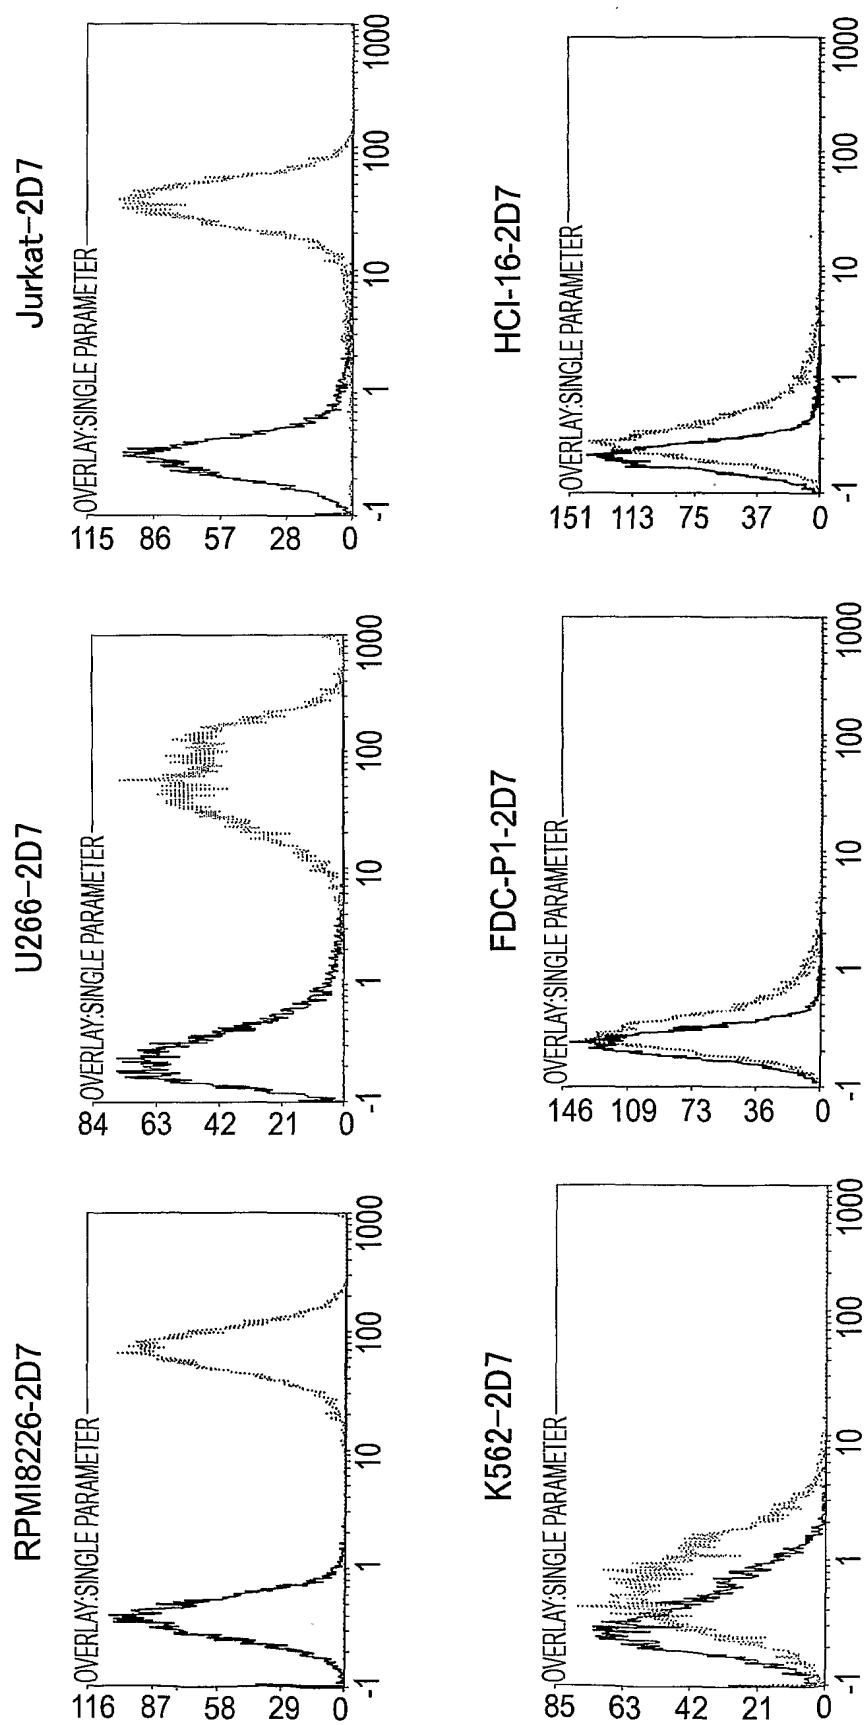 RPMI8226-2D7
OVERLAY:SINGLE PARAMETER
116
87
58
29
0
.1 1 10 100 1000
U266-2D7
OVERLAY:SINGLE PARAMETER
84
63
42
21
0
.1 1 10 100 1000
Jurkat-2D7
OVERLAY:SINGLE PARAMETER
115
86
57
28
0
.1 1 10 100 1000
K562-2D7
OVERLAY:SINGLE PARAMETER
85
63
42
21
0
.1 1 10 100 1000
FDC-P1-2D7
OVERLAY:SINGLE PARAMETER
146
109
73
36
0
.1 1 10 100 1000
HCI-16-2D7
OVERLAY:SINGLE PARAMETER
151
113
75
37
0
.1 1 10 100 1000